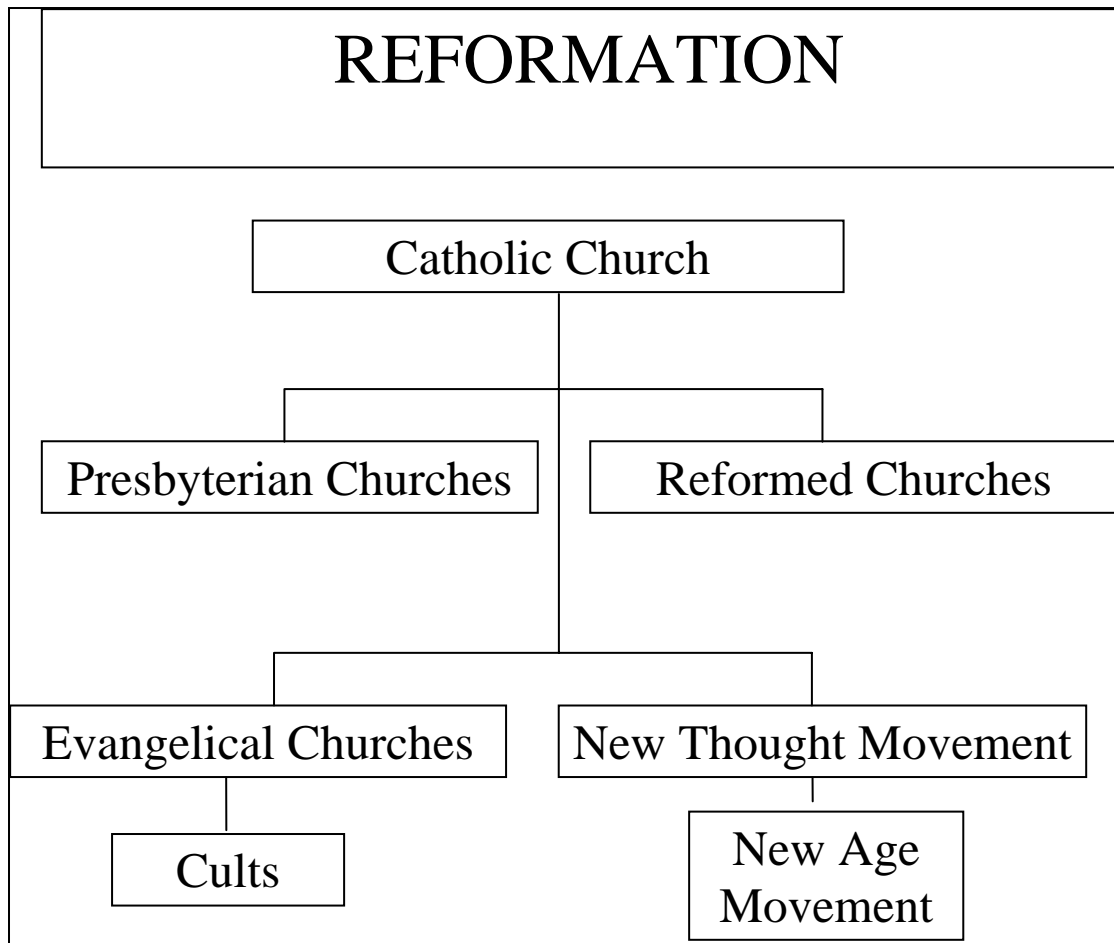 REFORMATION
Catholic Church
Presbyterian Churches
Reformed Churches
Evangelical Churches
New Thought Movement
Cults
New Age
Movement